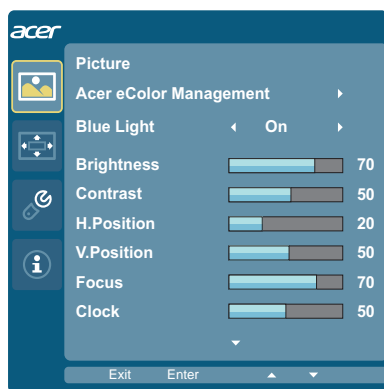 acer
Picture
Acer eColor Management
Blue Light On
Brightness 70
Contrast 50
H.Position 20
V.Position 50
Focus 70
Clock 50
Exit Enter